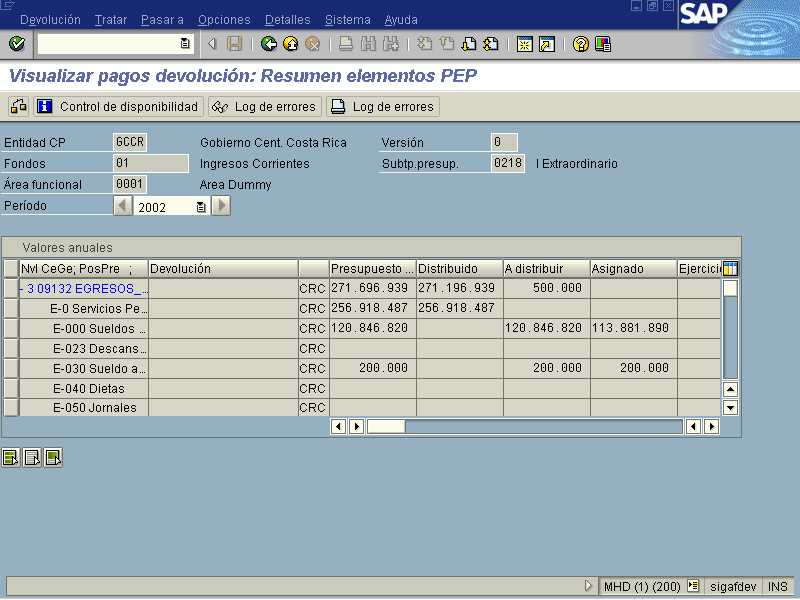 Devolución Tratar Pasar a Opciones Detalles Sistema Ayuda
SAP
Visualizar pagos devolución: Resumen elementos PEP
Control de disponibilidad Log de errores Log de errores
Entidad CP GCCR Gobierno Cent. Costa Rica Versión 0
Fondos 01 Ingresos Corrientes Subtp.presup. 0218 I Extraordinario
Área funcional 0001 Area Dummy
Período 2002
Valores anuales
Nvl CeGe; PosPre ; Devolución Presupuesto ... Distribuido A distribuir Asignado Ejercici
- 3 09132 EGRESOS_... CRC 271.696.939 271.196.939 500.000
E-0 Servicios Pe... CRC 256.918.487 256.918.487
E-000 Sueldos ... CRC 120.846.820 120.846.820 113.881.890
E-023 Descans... CRC
E-030 Sueldo a... CRC 200.000 200.000 200.000
E-040 Dietas CRC
E-050 Jornales CRC
MHD (1) (200) sigafdev INS